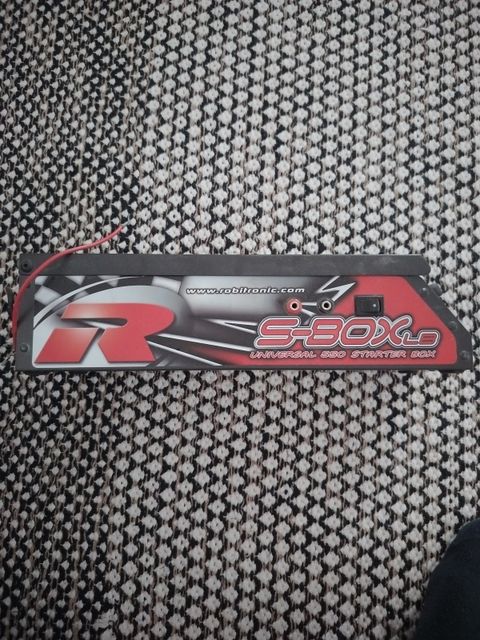 www.robitronic.com
R
S-BOX LB
UNIVERSAL 550 STARTER BOX